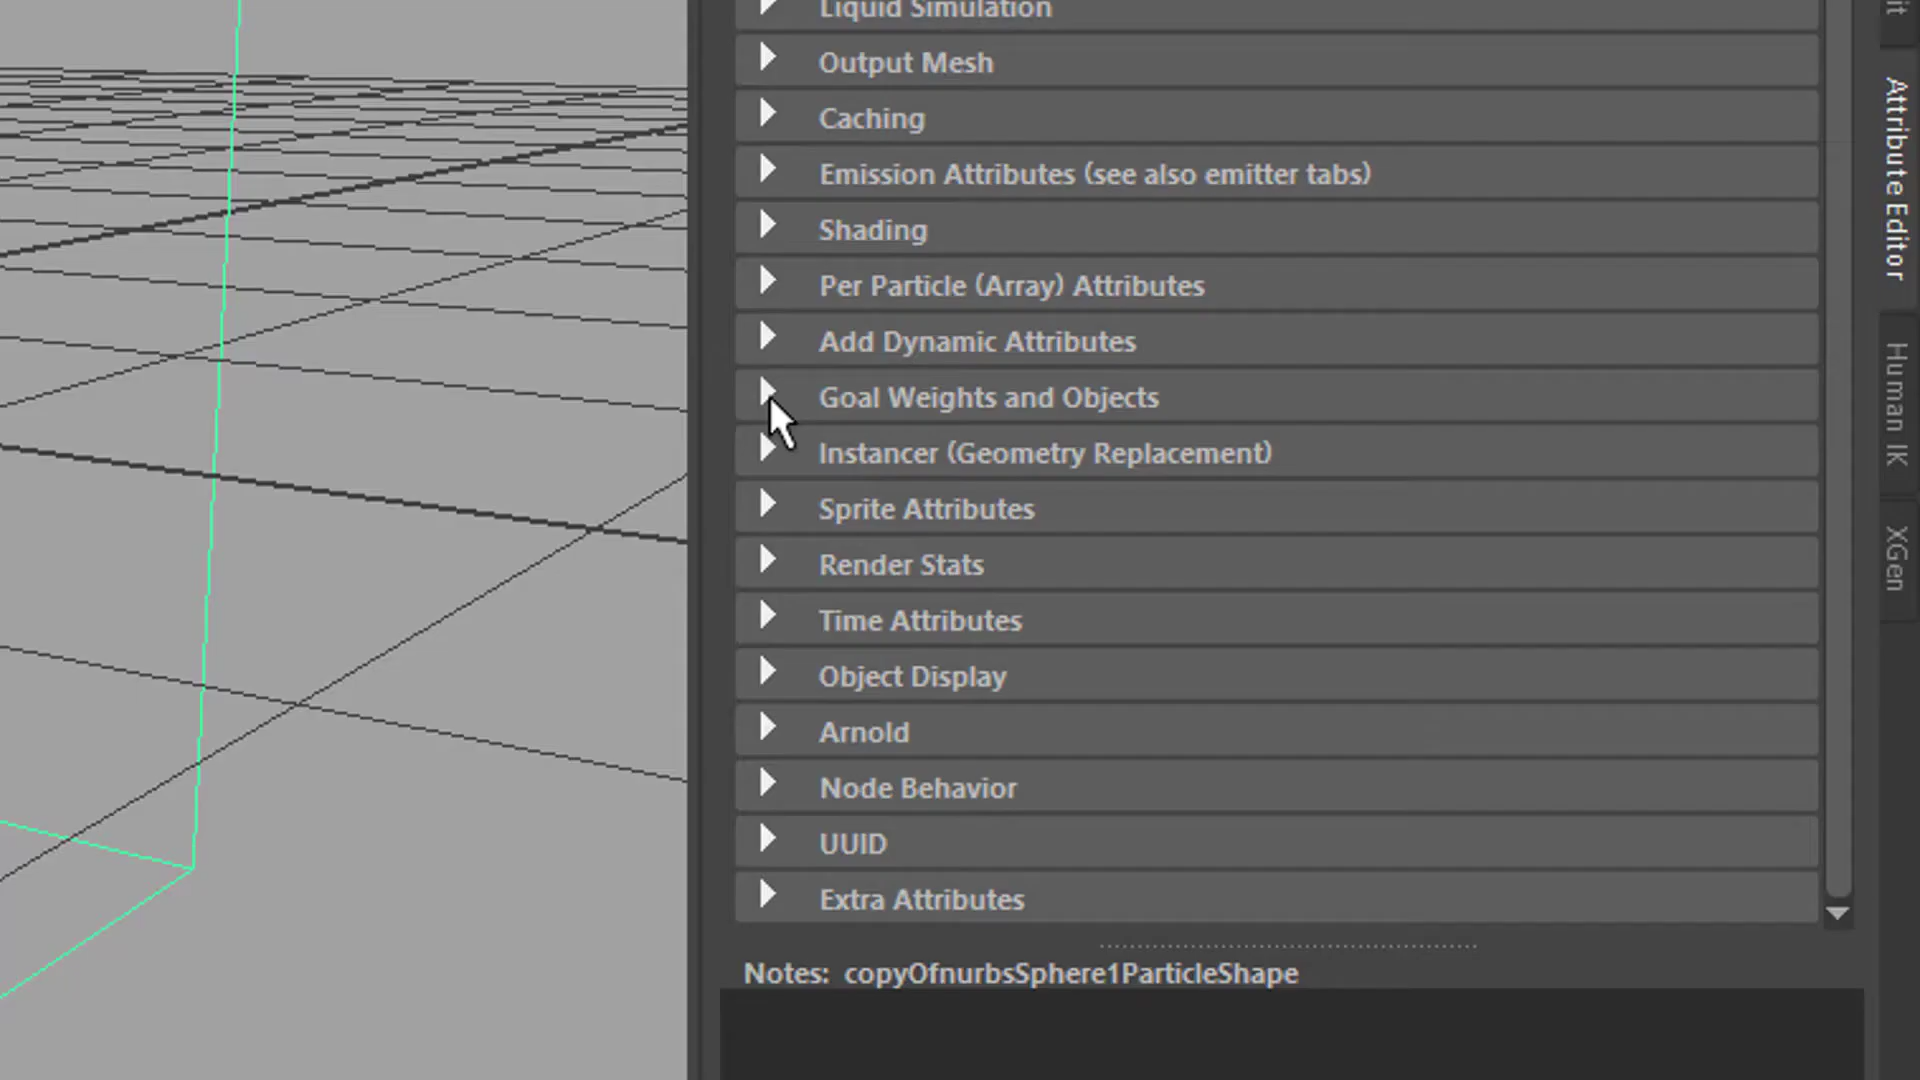 Liquid Simulation
Output Mesh
Caching
Emission Attributes (see also emitter tabs)
Shading
Per Particle (Array) Attributes
Add Dynamic Attributes
Goal Weights and Objects
Instancer (Geometry Replacement)
Sprite Attributes
Render Stats
Time Attributes
Object Display
Arnold
Node Behavior
UUID
Extra Attributes
Notes: copyOfnurbsSphere1ParticleShape
Attribute Editor
Human IK
XGen